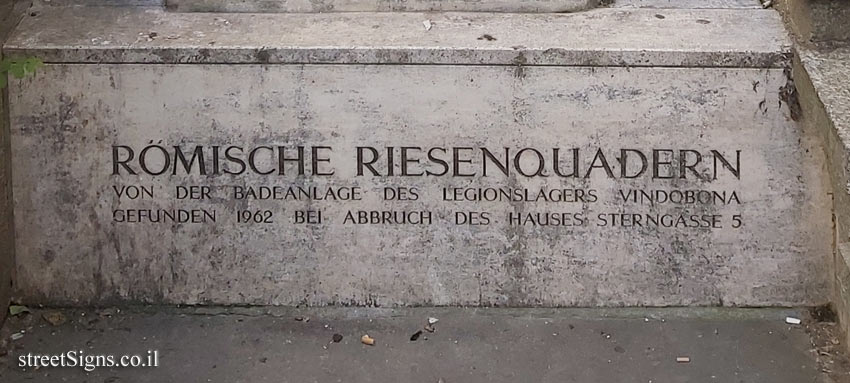 RÖMISCHE RIESENQUADERN
VON DER BADEANLAGE DES LEGIONSLAGERS VINDOBONA
GEFUNDEN 1962 BEI ABBRUCH DES HAUSES STERNGASSE 5
streetSigns.co.il